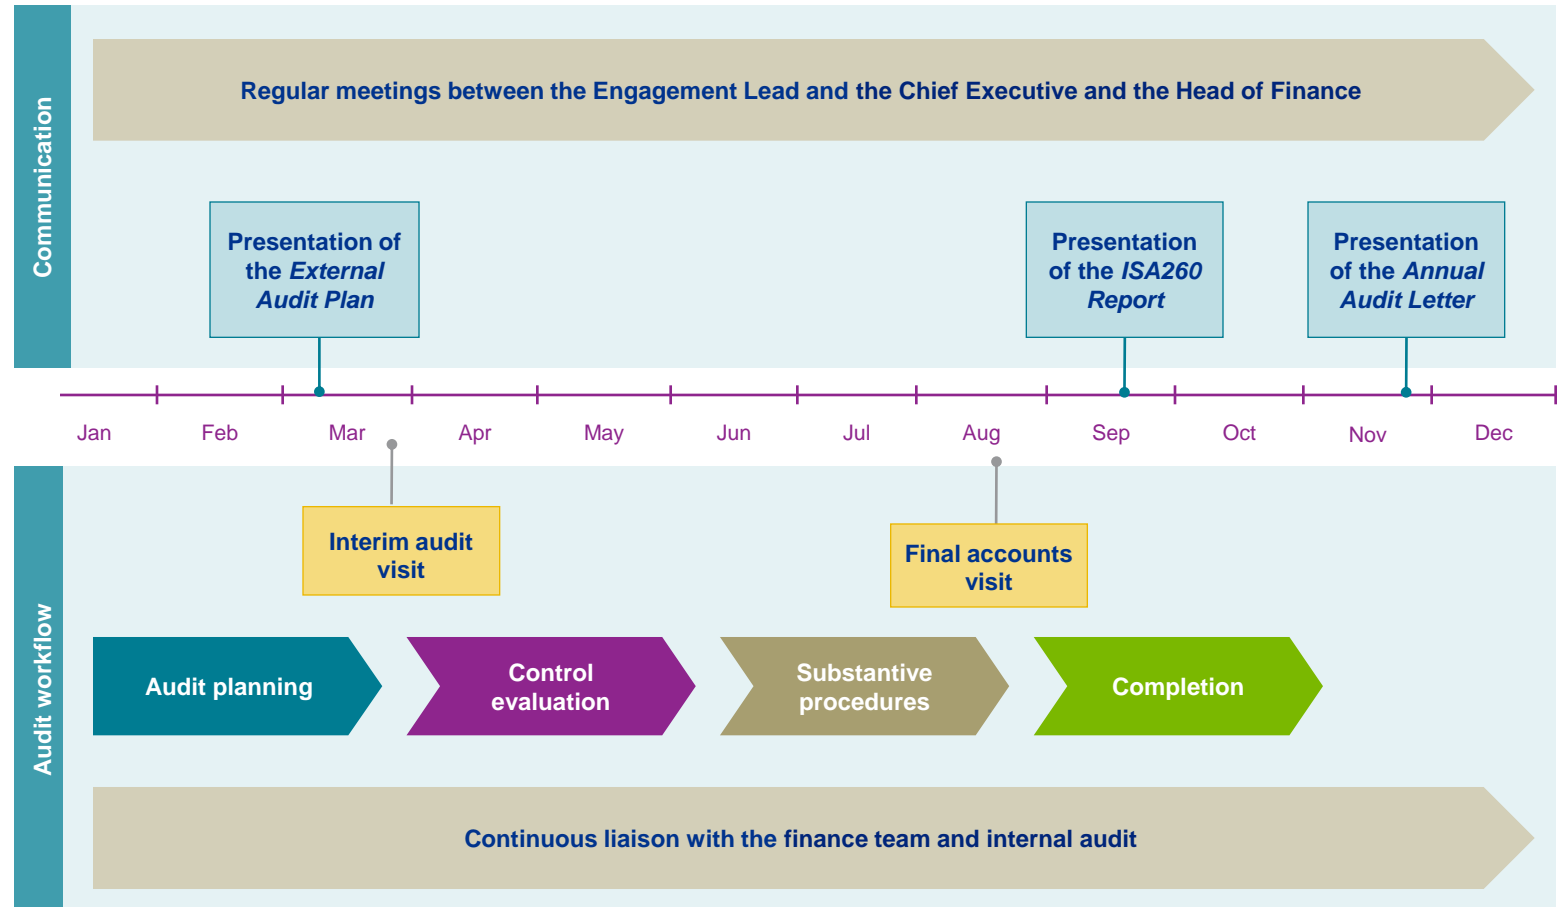 Communication
Regular meetings between the Engagement Lead and the Chief Executive and the Head of Finance
Presentation of
the External
Audit Plan
Presentation
of the ISA260
Report
Presentation
of the Annual
Audit Letter
Jan Feb Mar Apr May Jun Jul Aug Sep Oct Nov Dec
Audit workflow
Interim audit
visit
Final accounts
visit
Audit planning
Control
evaluation
Substantive
procedures
Completion
Continuous liaison with the finance team and internal audit